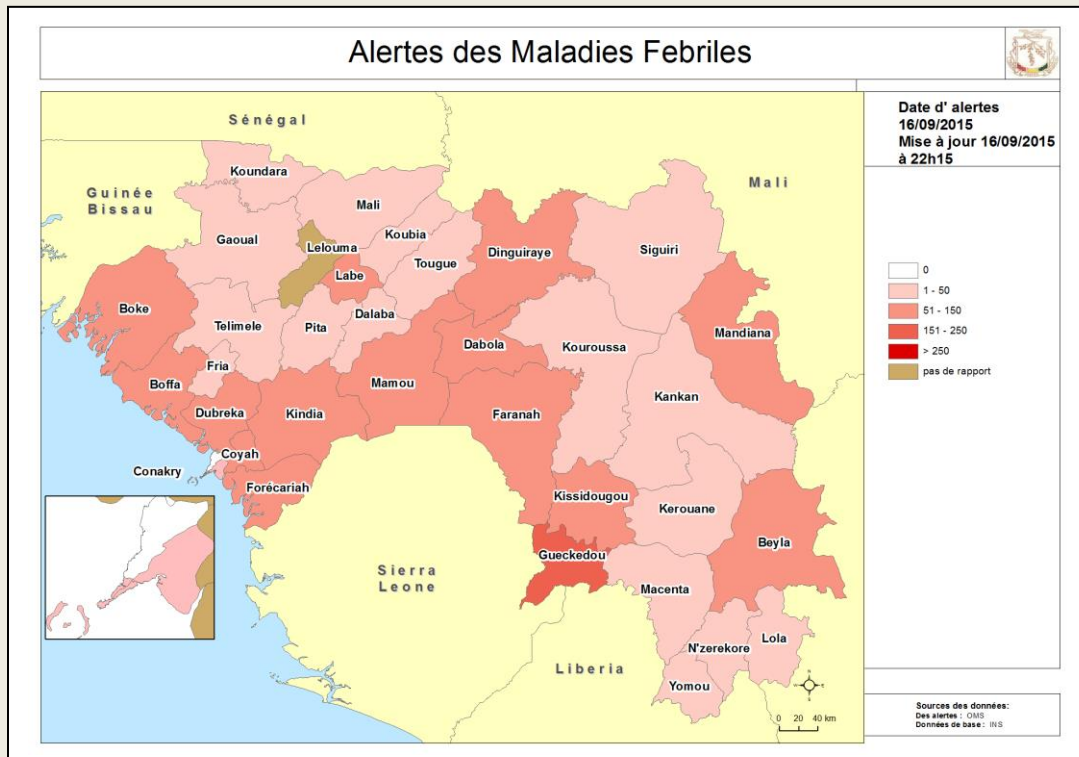 Alertes des Maladies Febriles
Date d' alertes
16/09/2015
Mise à jour 16/09/2015
à 22h15
Sénégal
Guinée
Bissau
Mali
Koundara
Mali
Gaoual
Koubia
Lelouma
Labe
Tougue
Dinguiraye
Siguiri
Boke
Telimele
Pita
Dalaba
Mandiana
Fria
Dabola
Kouroussa
Boffa
Mamou
Kankan
Dubreka
Kindia
Faranah
Coyah
Conakry
Forécariah
Kissidougou
Kerouane
Beyla
Gueckedou
Sierra
Leone
Macenta
Liberia
N'zerekore
Lola
Yomou
0
1 - 50
51 - 150
151 - 250
> 250
pas de rapport
0 20 40 km
Sources des données:
Des alertes : OMS
Données de base : INS